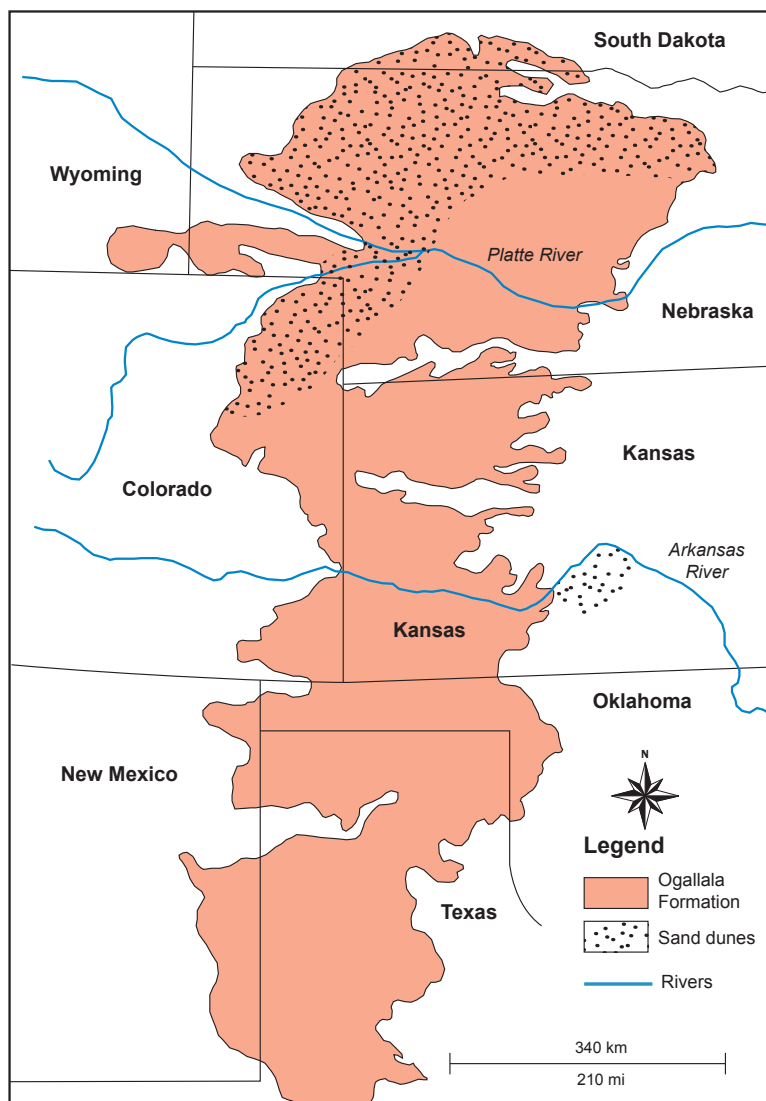 South Dakota
Wyoming
Platte River
Nebraska
Kansas
Colorado
Arkansas
River
Kansas
Oklahoma
New Mexico
N
Legend
Ogallala
Formation
Texas
Sand dunes
Rivers
340 km
210 mi